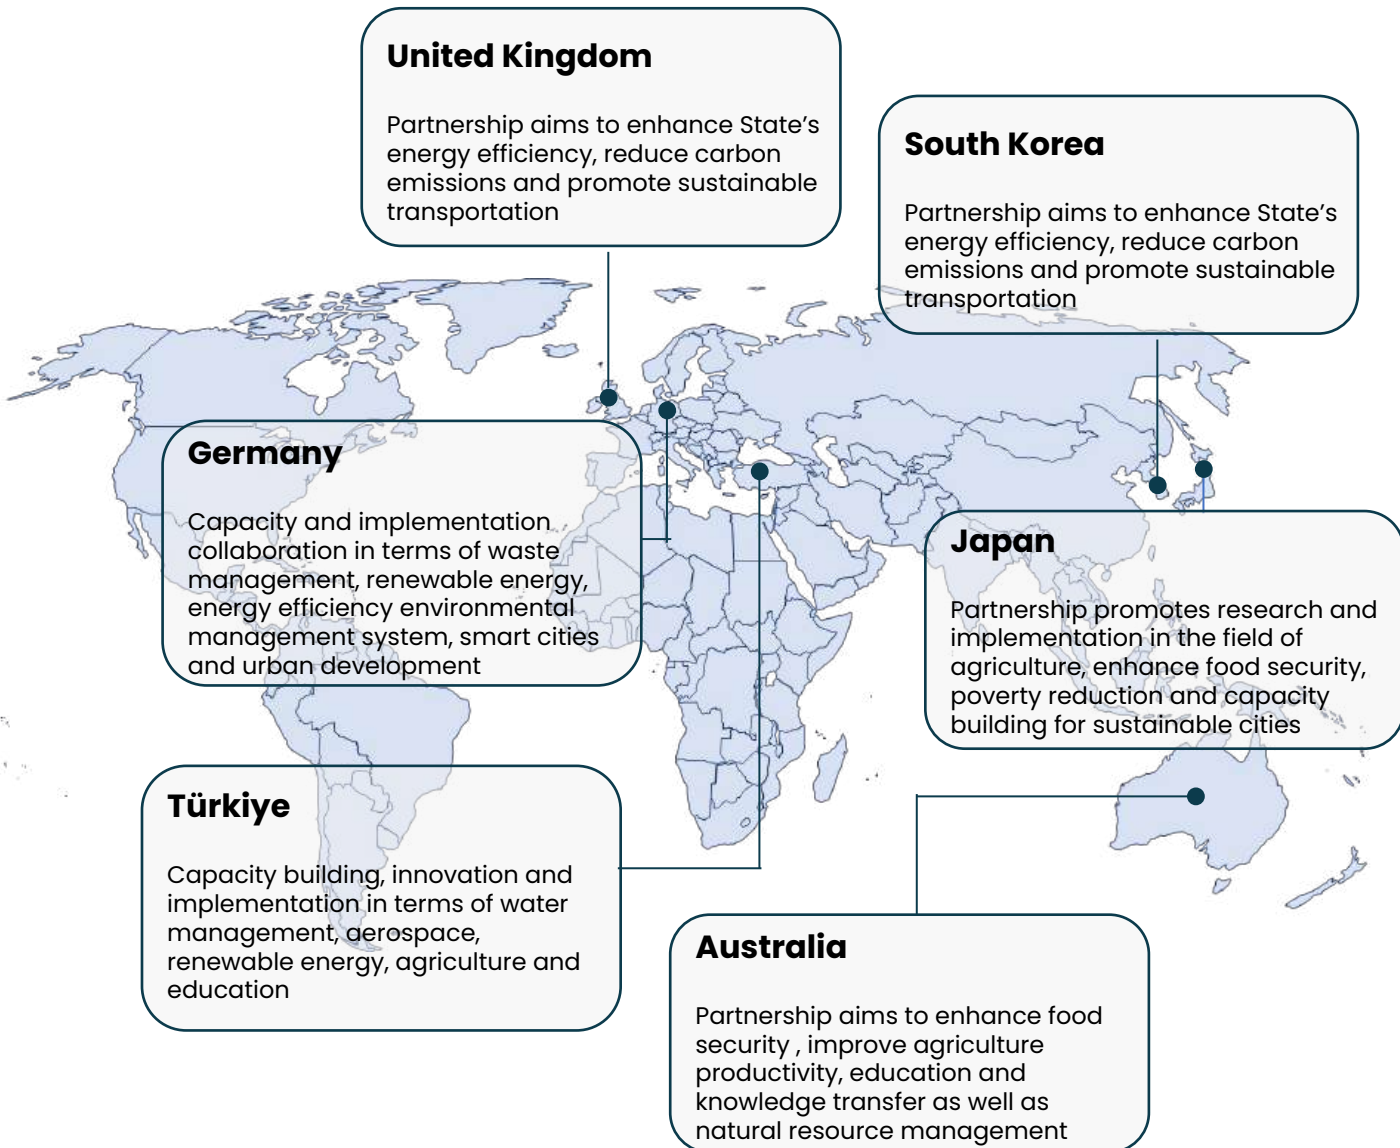 United Kingdom
Partnership aims to enhance State's
energy efficiency, reduce carbon
emissions and promote sustainable
transportation
South Korea
Partnership aims to enhance State's
energy efficiency, reduce carbon
emissions and promote sustainable
transportation
Germany
Capacity and implementation
collaboration in terms of waste
management, renewable energy,
energy efficiency environmental
management system, smart cities
and urban development
Japan
Partnership promotes research and
implementation in the field of
agriculture, enhance food security,
poverty reduction and capacity
building for sustainable cities
Türkiye
Capacity building, innovation and
implementation in terms of water
management, aerospace,
renewable energy, agriculture and
education
Australia
Partnership aims to enhance food
security , improve agriculture
productivity, education and
knowledge transfer as well as
natural resource management